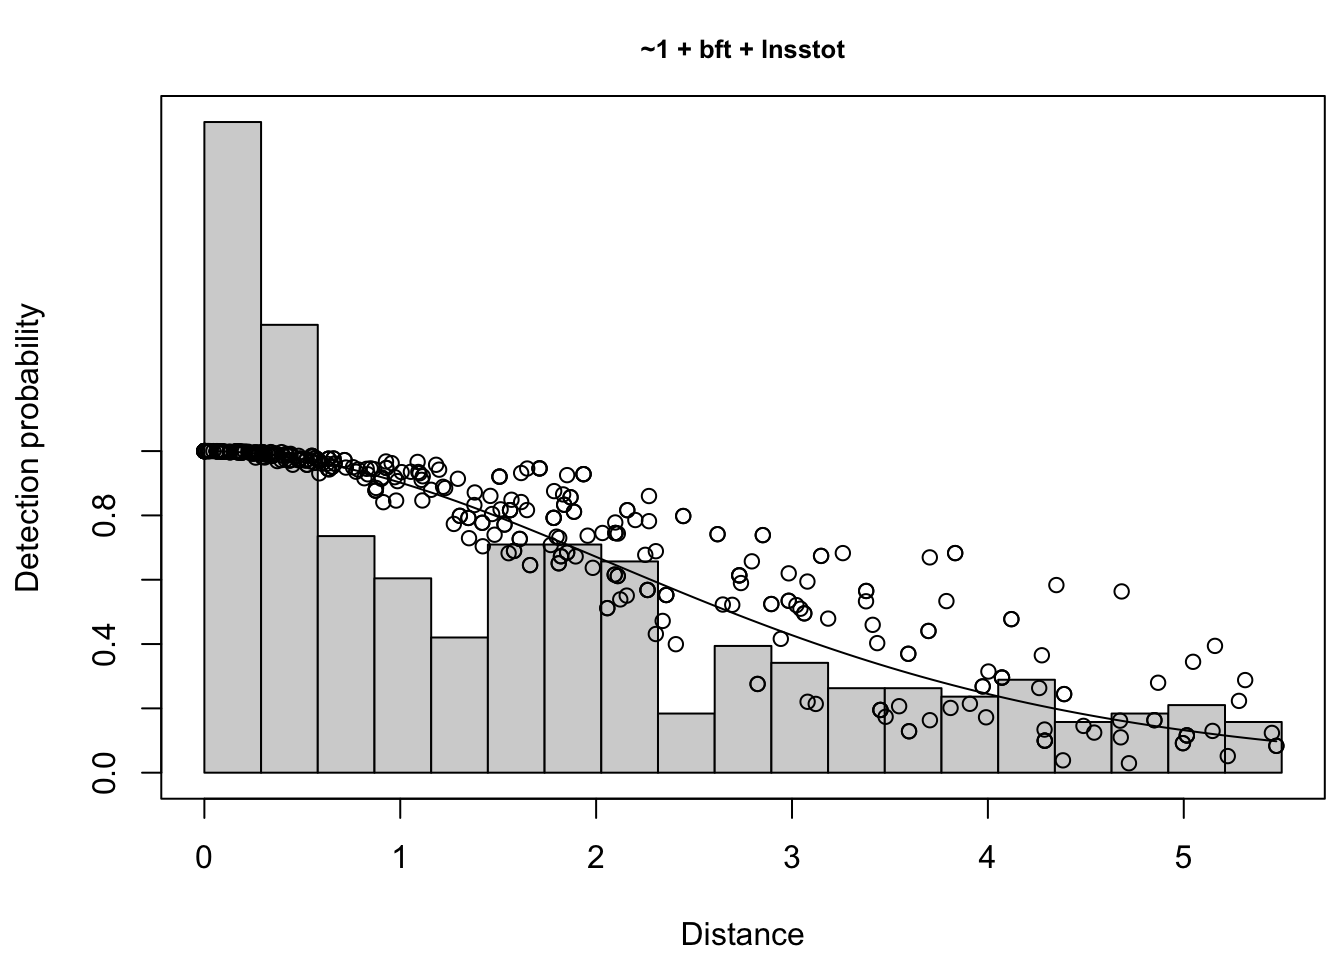 ~1 + bft + lnsstot
Detection probability
0.8
0.4
0.0
0 1 2 3 4 5
Distance